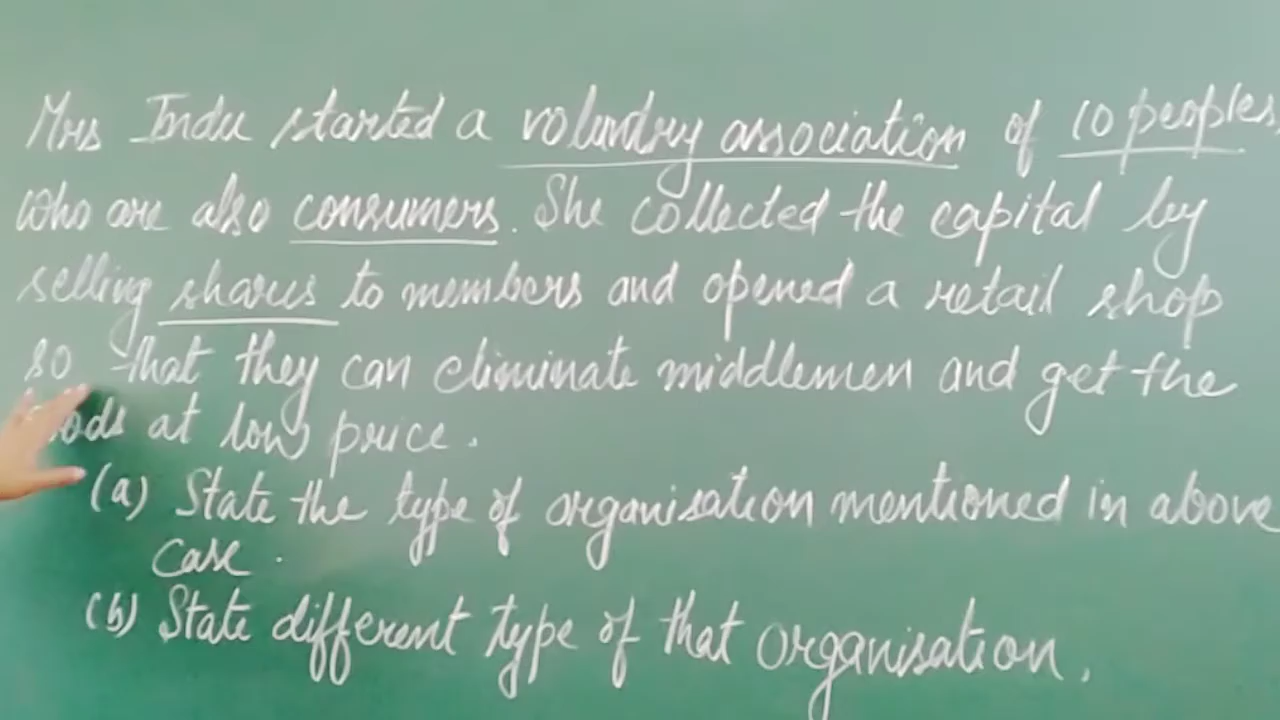 Mrs Indu started a voluntry association of 10 peoples
who are also consumers. She collected the capital by
selling shares to members and opened a retail shop
so that they can eliminate middlemen and get the
at low price.
(a) State the type of organisation mentioned in above
case.
(b) State different type of that organisation.